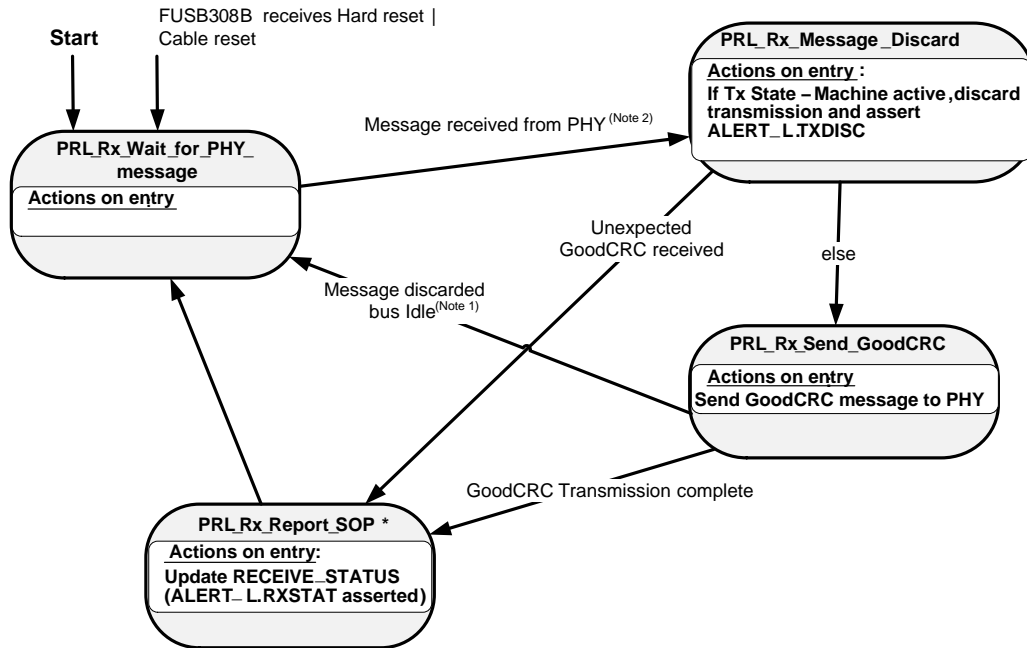 Start
FUSB308B receives Hard reset |
Cable reset
PRL_Rx_Wait_for_PHY_
message
Actions on entry
Message received from PHY (Note 2)
PRL_Rx_Message_Discard
Actions on entry :
If Tx State – Machine active, discard
transmission and assert
ALERT_L.TXDISC
Unexpected
GoodCRC received
else
Message discarded
bus Idle (Note 1)
PRL_Rx_Send_GoodCRC
Actions on entry
Send GoodCRC message to PHY
GoodCRC Transmission complete
PRL_Rx_Report_SOP *
Actions on entry:
Update RECEIVE_STATUS
(ALERT_L.RXSTAT asserted)